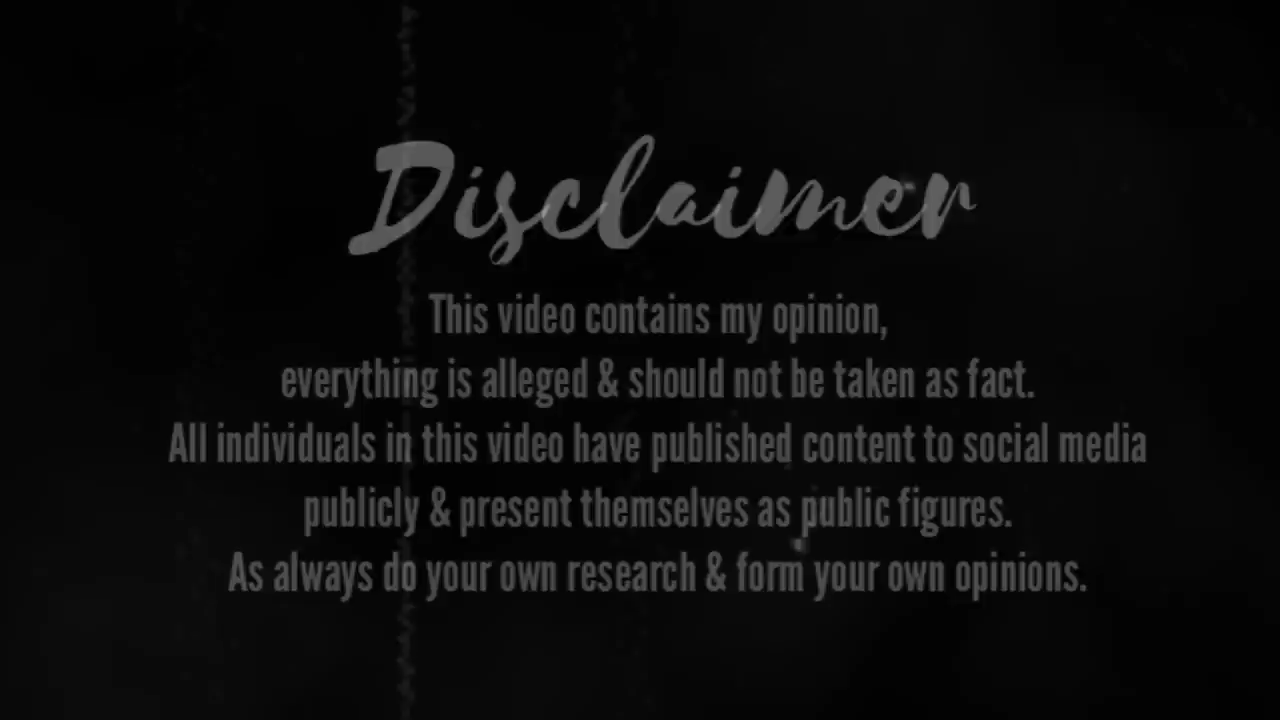 Disclaimer
This video contains my opinion,
everything is alleged & should not be taken as fact.
All individuals in this video have published content to social media
publicly & present themselves as public figures.
As always do your own research & form your own opinions.